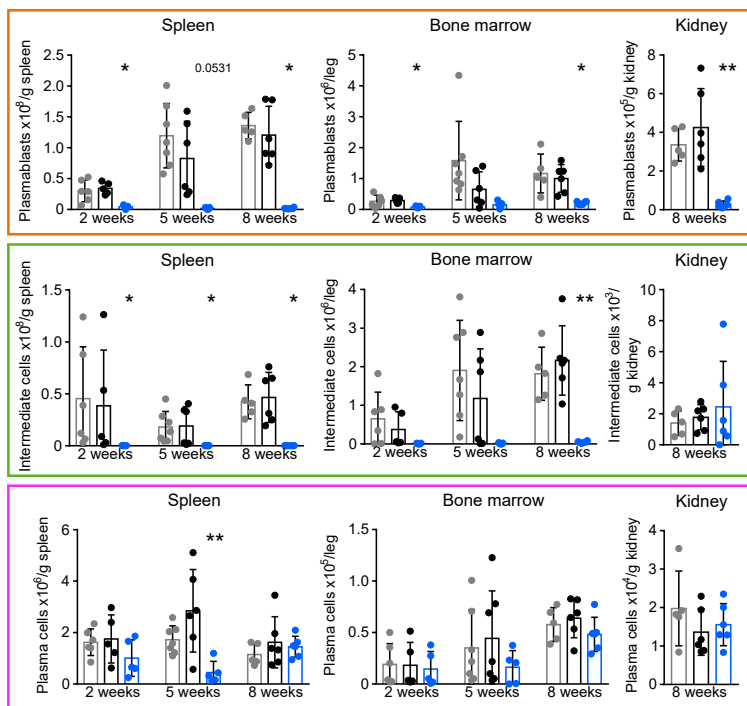 Spleen
Bone marrow
Kidney
Plasmablasts x10⁸/g spleen
2.5
2.0
1.5
1.0
0.5
0
*
0.0531
*
2 weeks
5 weeks
8 weeks
Plasmablasts x10⁶/leg
6
5
4
3
2
1
0
*
*
2 weeks
5 weeks
8 weeks
Plasmablasts x10⁵/g kidney
8
6
4
2
0
**
8 weeks
Spleen
Bone marrow
Kidney
Intermediate cells x10⁸/g spleen
1.5
1.0
0.5
0
*
*
*
2 weeks
5 weeks
8 weeks
Intermediate cells x10⁶/leg
4
3
2
1
0
**
2 weeks
5 weeks
8 weeks
Intermediate cells x10³/
g kidney
10
8
6
4
2
0
8 weeks
Spleen
Bone marrow
Kidney
Plasma cells x10⁶/g spleen
6
4
2
0
**
2 weeks
5 weeks
8 weeks
Plasma cells x10⁵/leg
1.5
1.0
0.5
0
2 weeks
5 weeks
8 weeks
Plasma cells x10⁴/g kidney
4
3
2
1
0
8 weeks